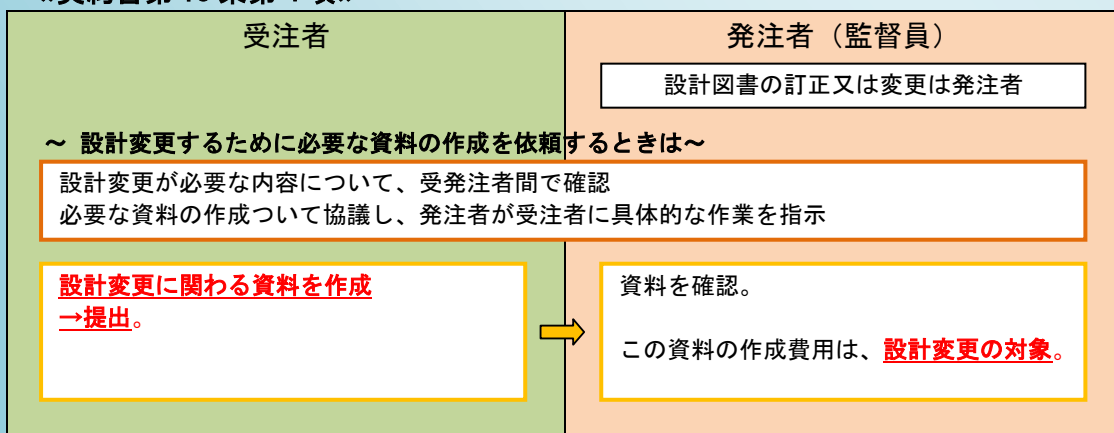 受注者
発注者（監督員）
設計図書の訂正又は変更は発注者
～ 設計変更するために必要な資料の作成を依頼するときは～
設計変更が必要な内容について、受発注者間で確認
必要な資料の作成ついて協議し、発注者が受注者に具体的な作業を指示
設計変更に関わる資料を作成
→提出。
資料を確認。
この資料の作成費用は、設計変更の対象。